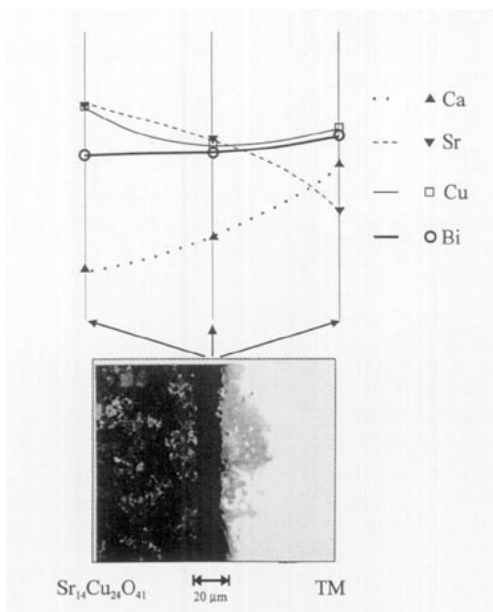 Ca
Sr
Cu
Bi
Sr₁₄Cu₂₄O₄₁
20 μm
TM